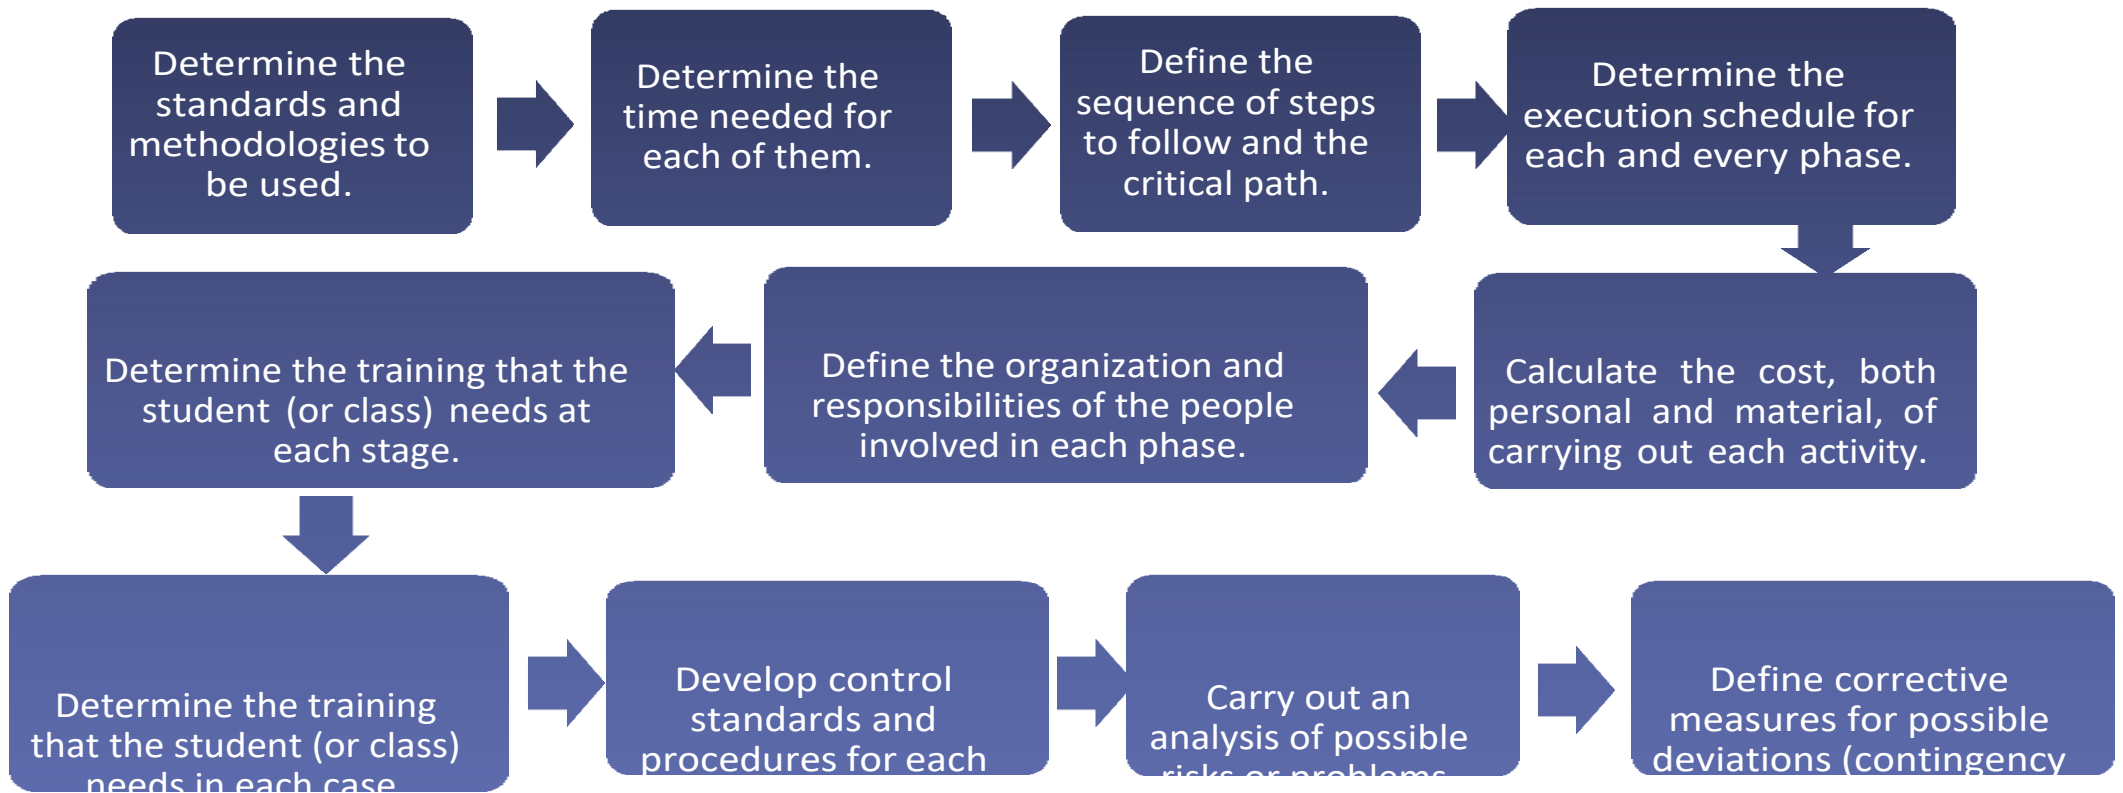 Determine the
standards and
methodologies to
be used.
Determine the
time needed for
each of them.
Define the
sequence of steps
to follow and the
critical path.
Determine the
execution schedule for
each and every phase.
Calculate the cost, both
personal and material, of
carrying out each activity.
Define the organization and
responsibilities of the people
involved in each phase.
Determine the training that the
student (or class) needs at
each stage.
Determine the training
that the student (or class)
needs in each case
Develop control
standards and
procedures for each
Carry out an
analysis of possible
risks or problems
Define corrective
measures for possible
deviations (contingency